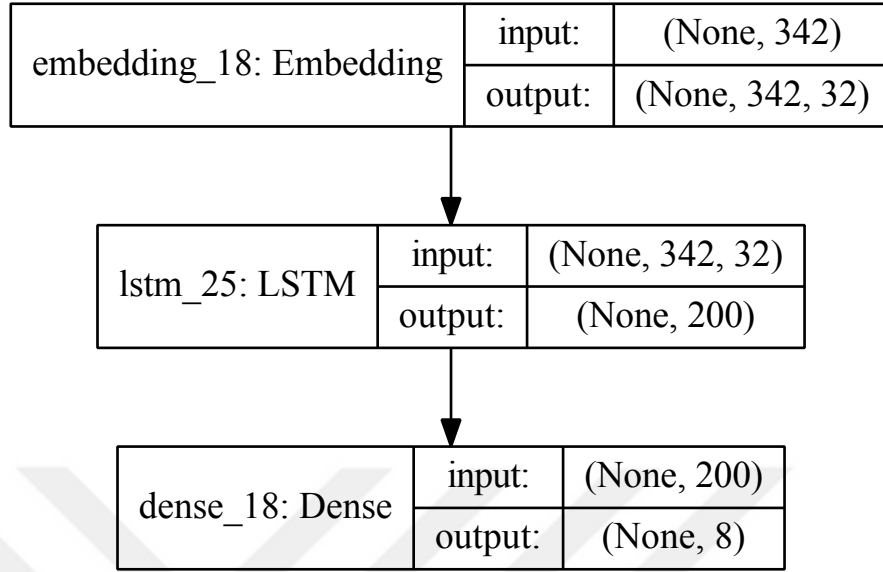 embedding_18: Embedding
input: (None, 342)
output: (None, 342, 32)
lstm_25: LSTM
input: (None, 342, 32)
output: (None, 200)
dense_18: Dense
input: (None, 200)
output: (None, 8)